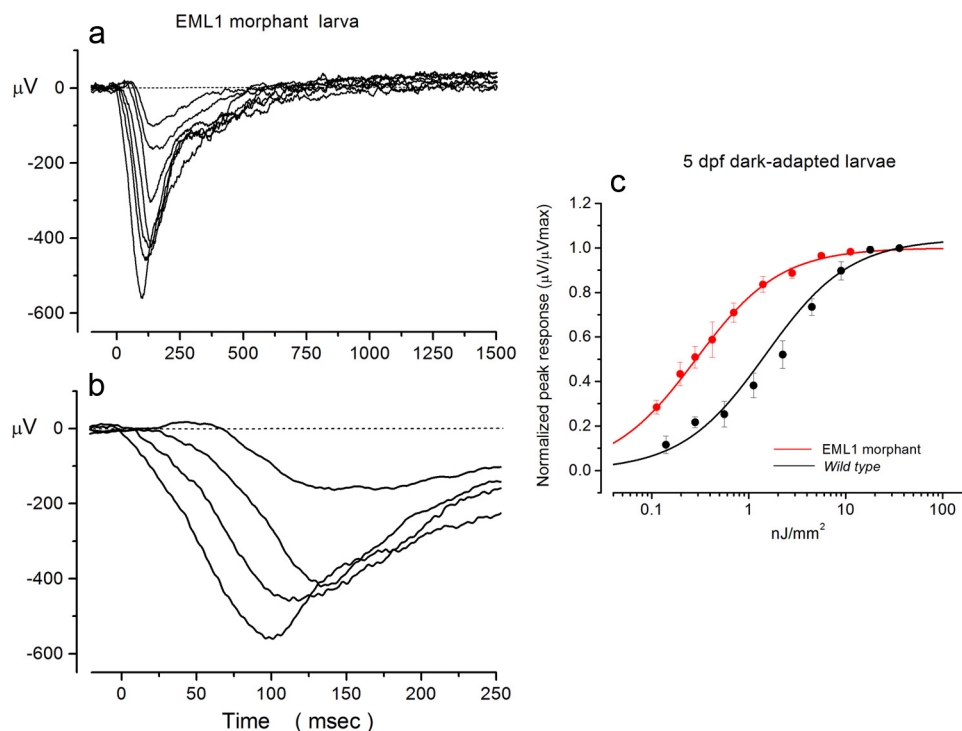 EML1 morphant larva
a
μV
0
-200
-400
-600
0 250 500 750 1000 1250 1500
b
μV
0
-200
-400
-600
0 50 100 150 200 250
Time ( msec )
5 dpf dark-adapted larvae
c
Normalized peak response (μV/μVmax)
1.2
1.0
0.8
0.6
0.4
0.2
0.0
EML1 morphant
Wild type
0.1 1 10 100
nJ/mm²